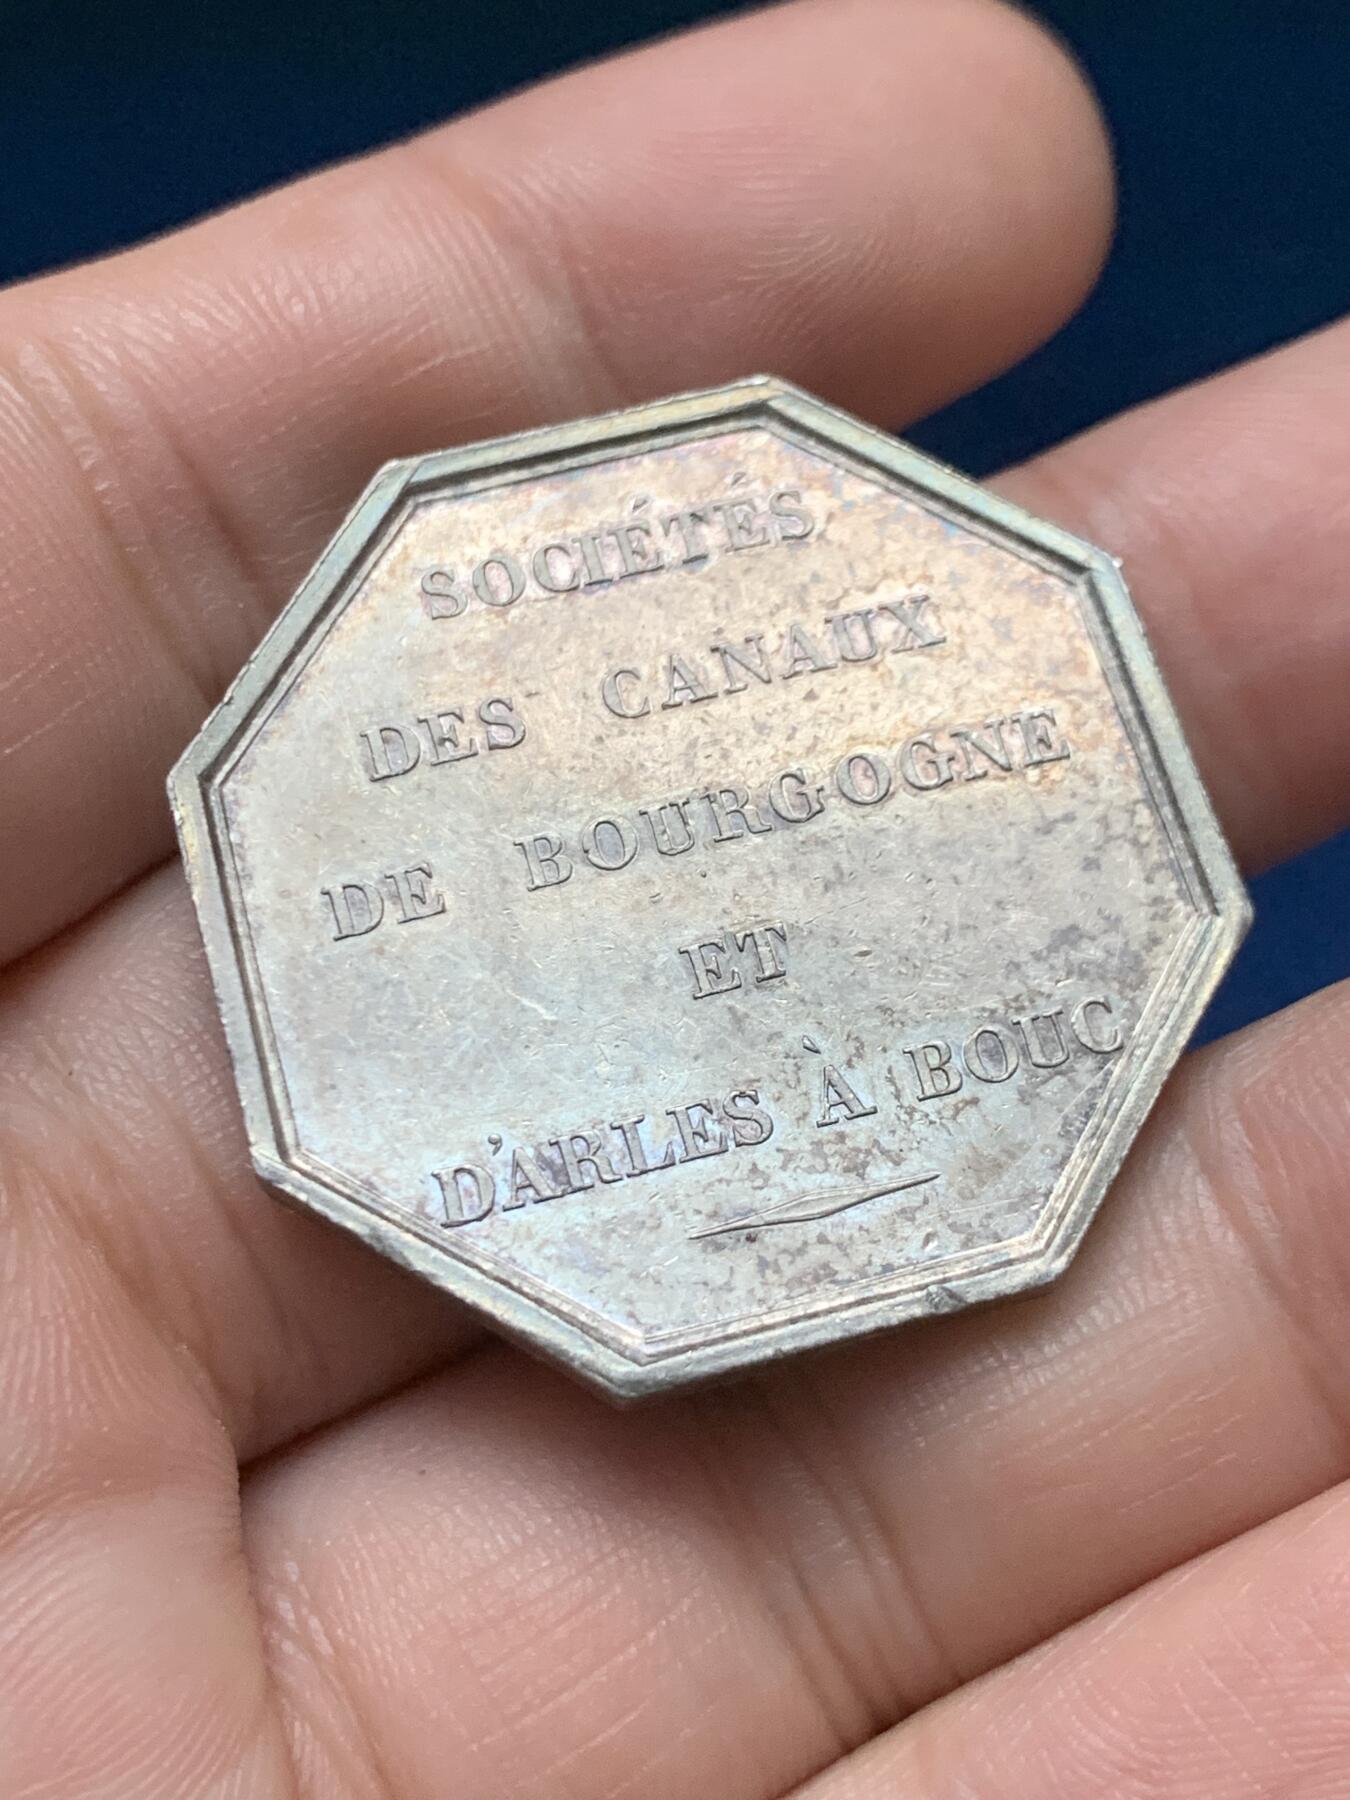 SOCIÉTÉS
DES CANAUX
DE BOURGOGNE
ET
D'ARLES À BOUC